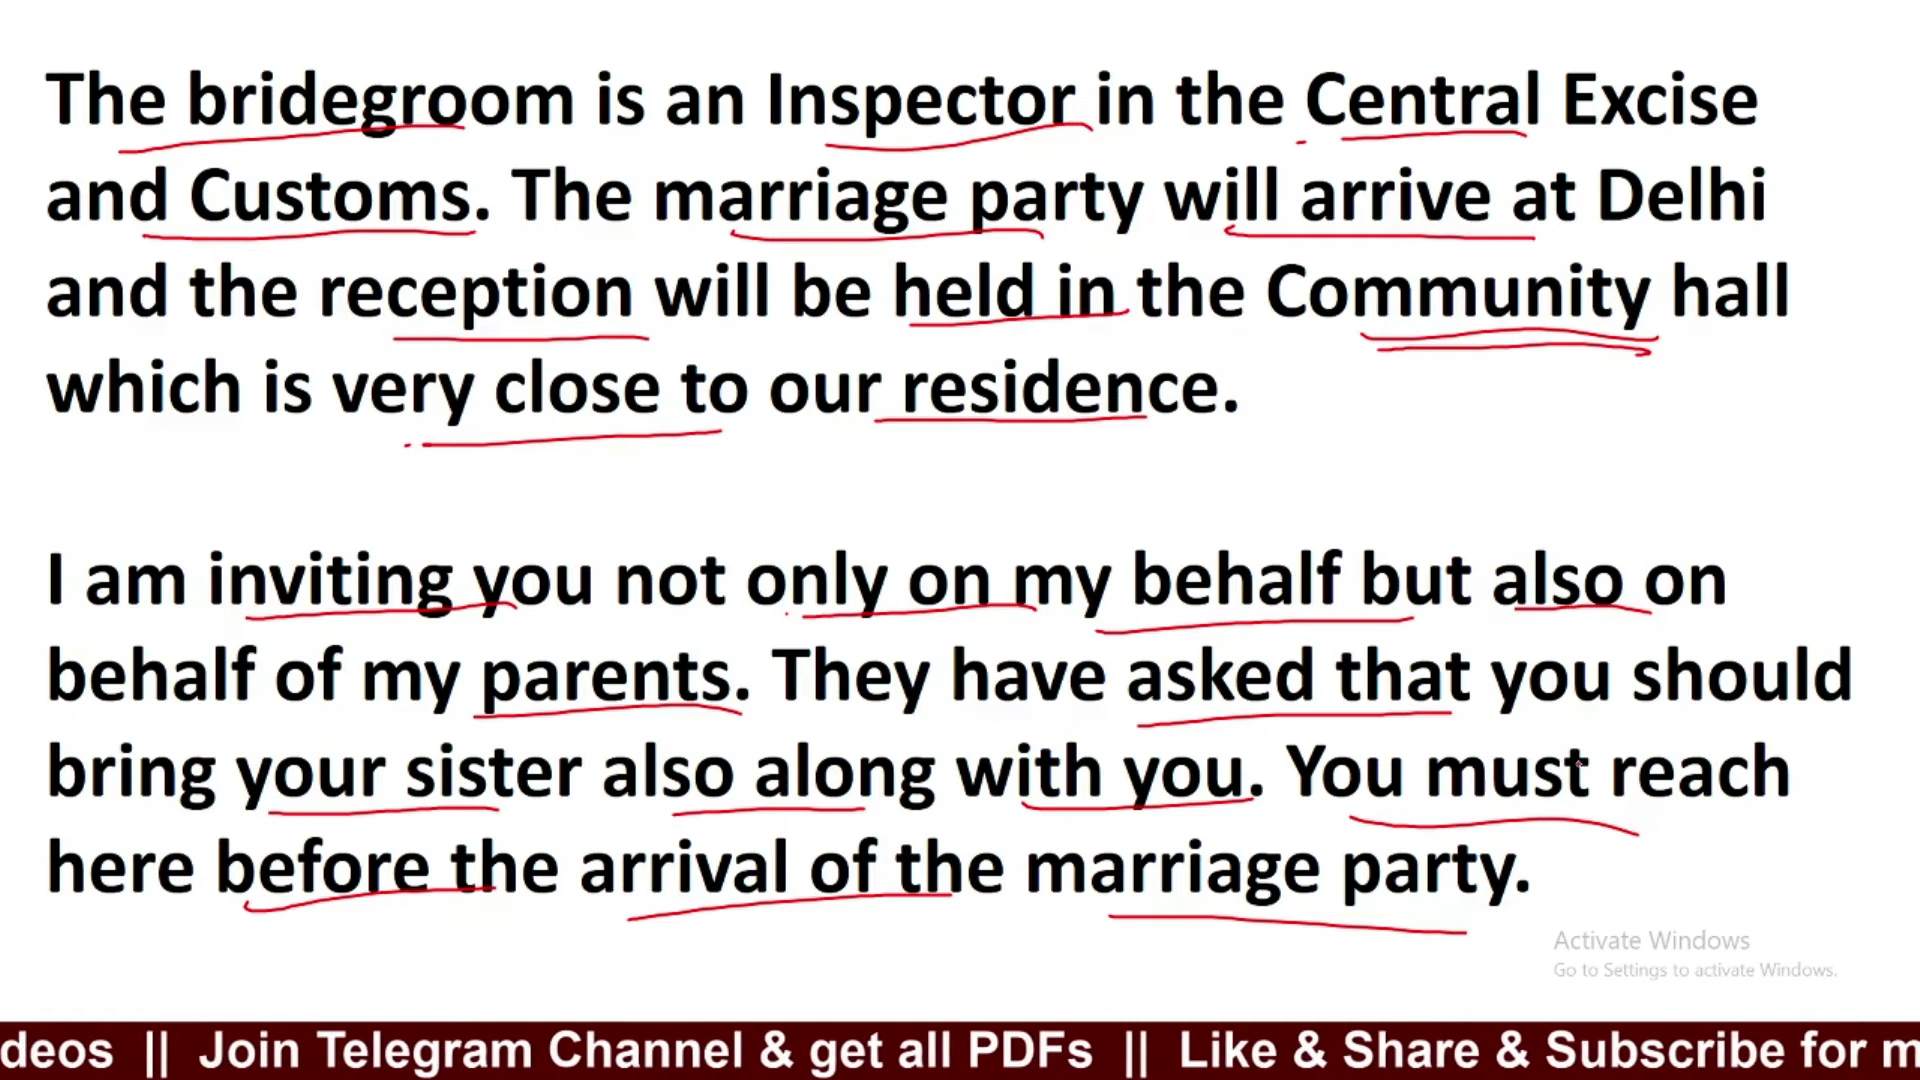 The bridegroom is an Inspector in the Central Excise
and Customs. The marriage party will arrive at Delhi
and the reception will be held in the Community hall
which is very close to our residence.
I am inviting you not only on my behalf but also on
behalf of my parents. They have asked that you should
bring your sister also along with you. You must reach
here before the arrival of the marriage party.
Activate Windows
Go to Settings to activate Windows.
deos || Join Telegram Channel & get all PDFs || Like & Share & Subscribe for m